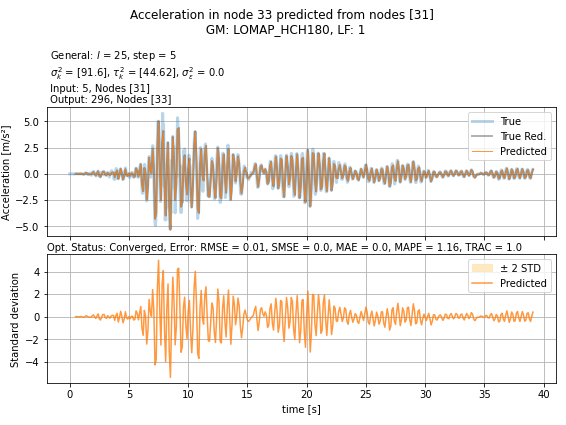 Acceleration in node 33 predicted from nodes [31]
GM: LOMAP_HCH180, LF: 1
General: l = 25, step = 5
σ²ₖ = [91.6], τ²ₖ = [44.62], σ²ε = 0.0
Input: 5, Nodes [31]
Output: 296, Nodes [33]
Acceleration [m/s²]
5.0
2.5
0.0
−2.5
−5.0
True
True Red.
Predicted
Opt. Status: Converged, Error: RMSE = 0.01, SMSE = 0.0, MAE = 0.0, MAPE = 1.16, TRAC = 1.0
Standard deviation
4
2
0
−2
−4
± 2 STD
Predicted
0 5 10 15 20 25 30 35 40
time [s]